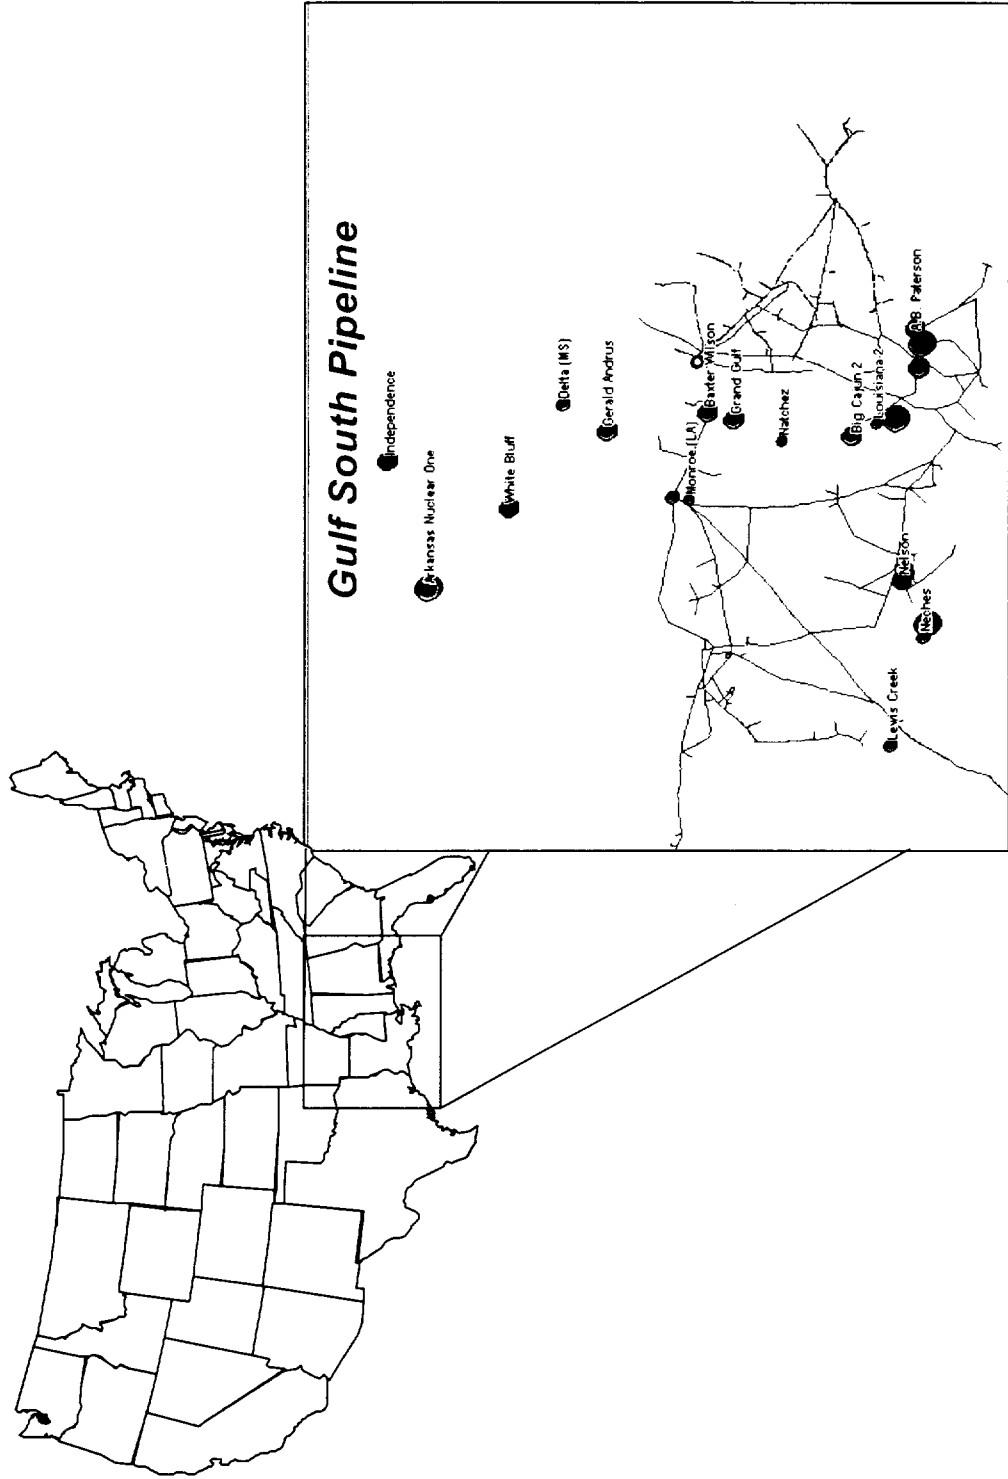 Gulf South Pipeline
Independence
Arkansas Nuclear One
White Bluff
Delta (MS)
Gerald Andrus
Monroe (LA)
Baxter Wilson
Grand Gulf
Natchez
Big Cajun 2
Louisiana 2
Lewis Creek
Nelson
Neches
A.B. Paterson